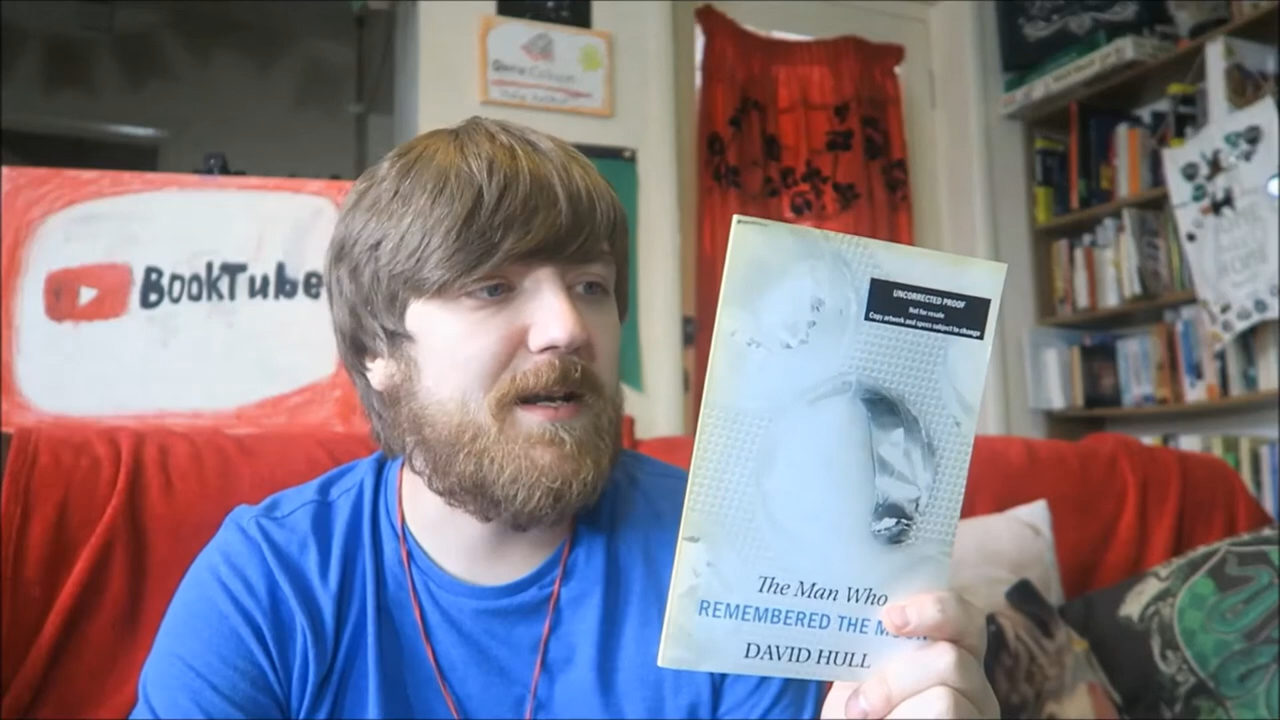 BookTube
UNCORRECTED PROOF
Not for resale
Copy artwork and specs subject to change
The Man Who
REMEMBERED THE MOON
DAVID HULL